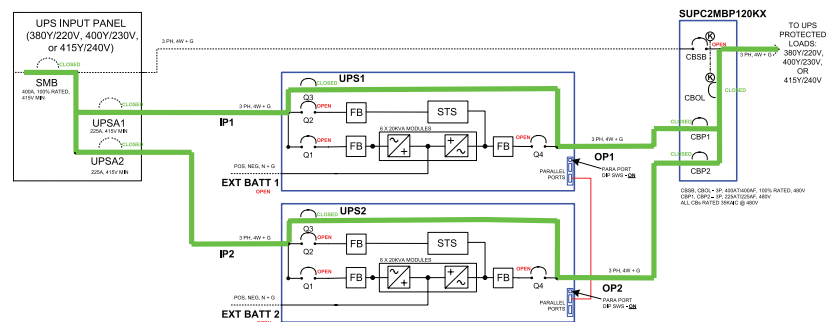 SUPC2MBP120KX
UPS INPUT PANEL
(380Y/220V, 400Y/230V,
or 415Y/240V)
CLOSED
SMB
400A, 100% RATED,
415V MIN
CLOSED
UPSA1
225A, 415V MIN
CLOSED
UPSA2
225A, 415V MIN
3 PH, 4W + G
K
OPEN
3 PH, 4W + G
CBSB
K
CLOSED
CBOL
TO UPS
PROTECTED
LOADS:
380Y/220V,
400Y/230V,
OR
415Y/240V
UPS1
CLOSED
Q3
OPEN
Q2
FB
STS
3 PH, 4W + G
IP1
6 X 20KVA MODULES
OPEN
Q1
FB
FB
OPEN
Q4
POS, NEG, N + G
EXT BATT 1
OPEN
3 PH, 4W + G
OP1
PARALLEL
PORTS
PARA PORT
DIP SWS - ON
CLOSED
CBP1
CLOSED
CBP2
CBSB, CBOL - 3P, 400AT/400AF, 100% RATED, 480V
CBP1, CBP2 – 3P, 225AT/225AF, 480V
ALL CBs RATED 35KAIC @ 480V
UPS2
CLOSED
Q3
OPEN
Q2
FB
STS
3 PH, 4W + G
IP2
6 X 20KVA MODULES
OPEN
Q1
FB
FB
OPEN
Q4
POS, NEG, N + G
EXT BATT 2
3 PH, 4W + G
OP2
PARALLEL
PORTS
PARA PORT
DIP SWS - ON